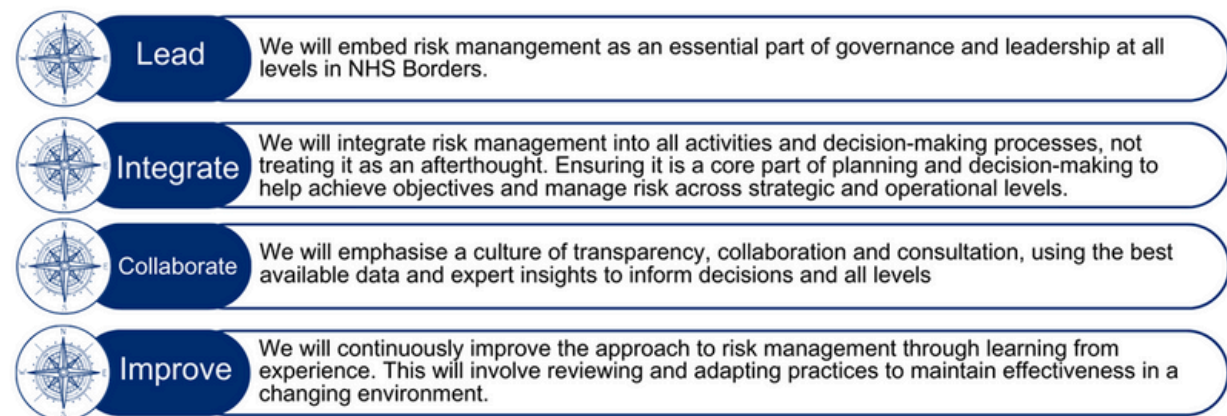 Lead
We will embed risk manangement as an essential part of governance and leadership at all
levels in NHS Borders.
Integrate
We will integrate risk management into all activities and decision-making processes, not
treating it as an afterthought. Ensuring it is a core part of planning and decision-making to
help achieve objectives and manage risk across strategic and operational levels.
Collaborate
We will emphasise a culture of transparency, collaboration and consultation, using the best
available data and expert insights to inform decisions and all levels
Improve
We will continuously improve the approach to risk management through learning from
experience. This will involve reviewing and adapting practices to maintain effectiveness in a
changing environment.